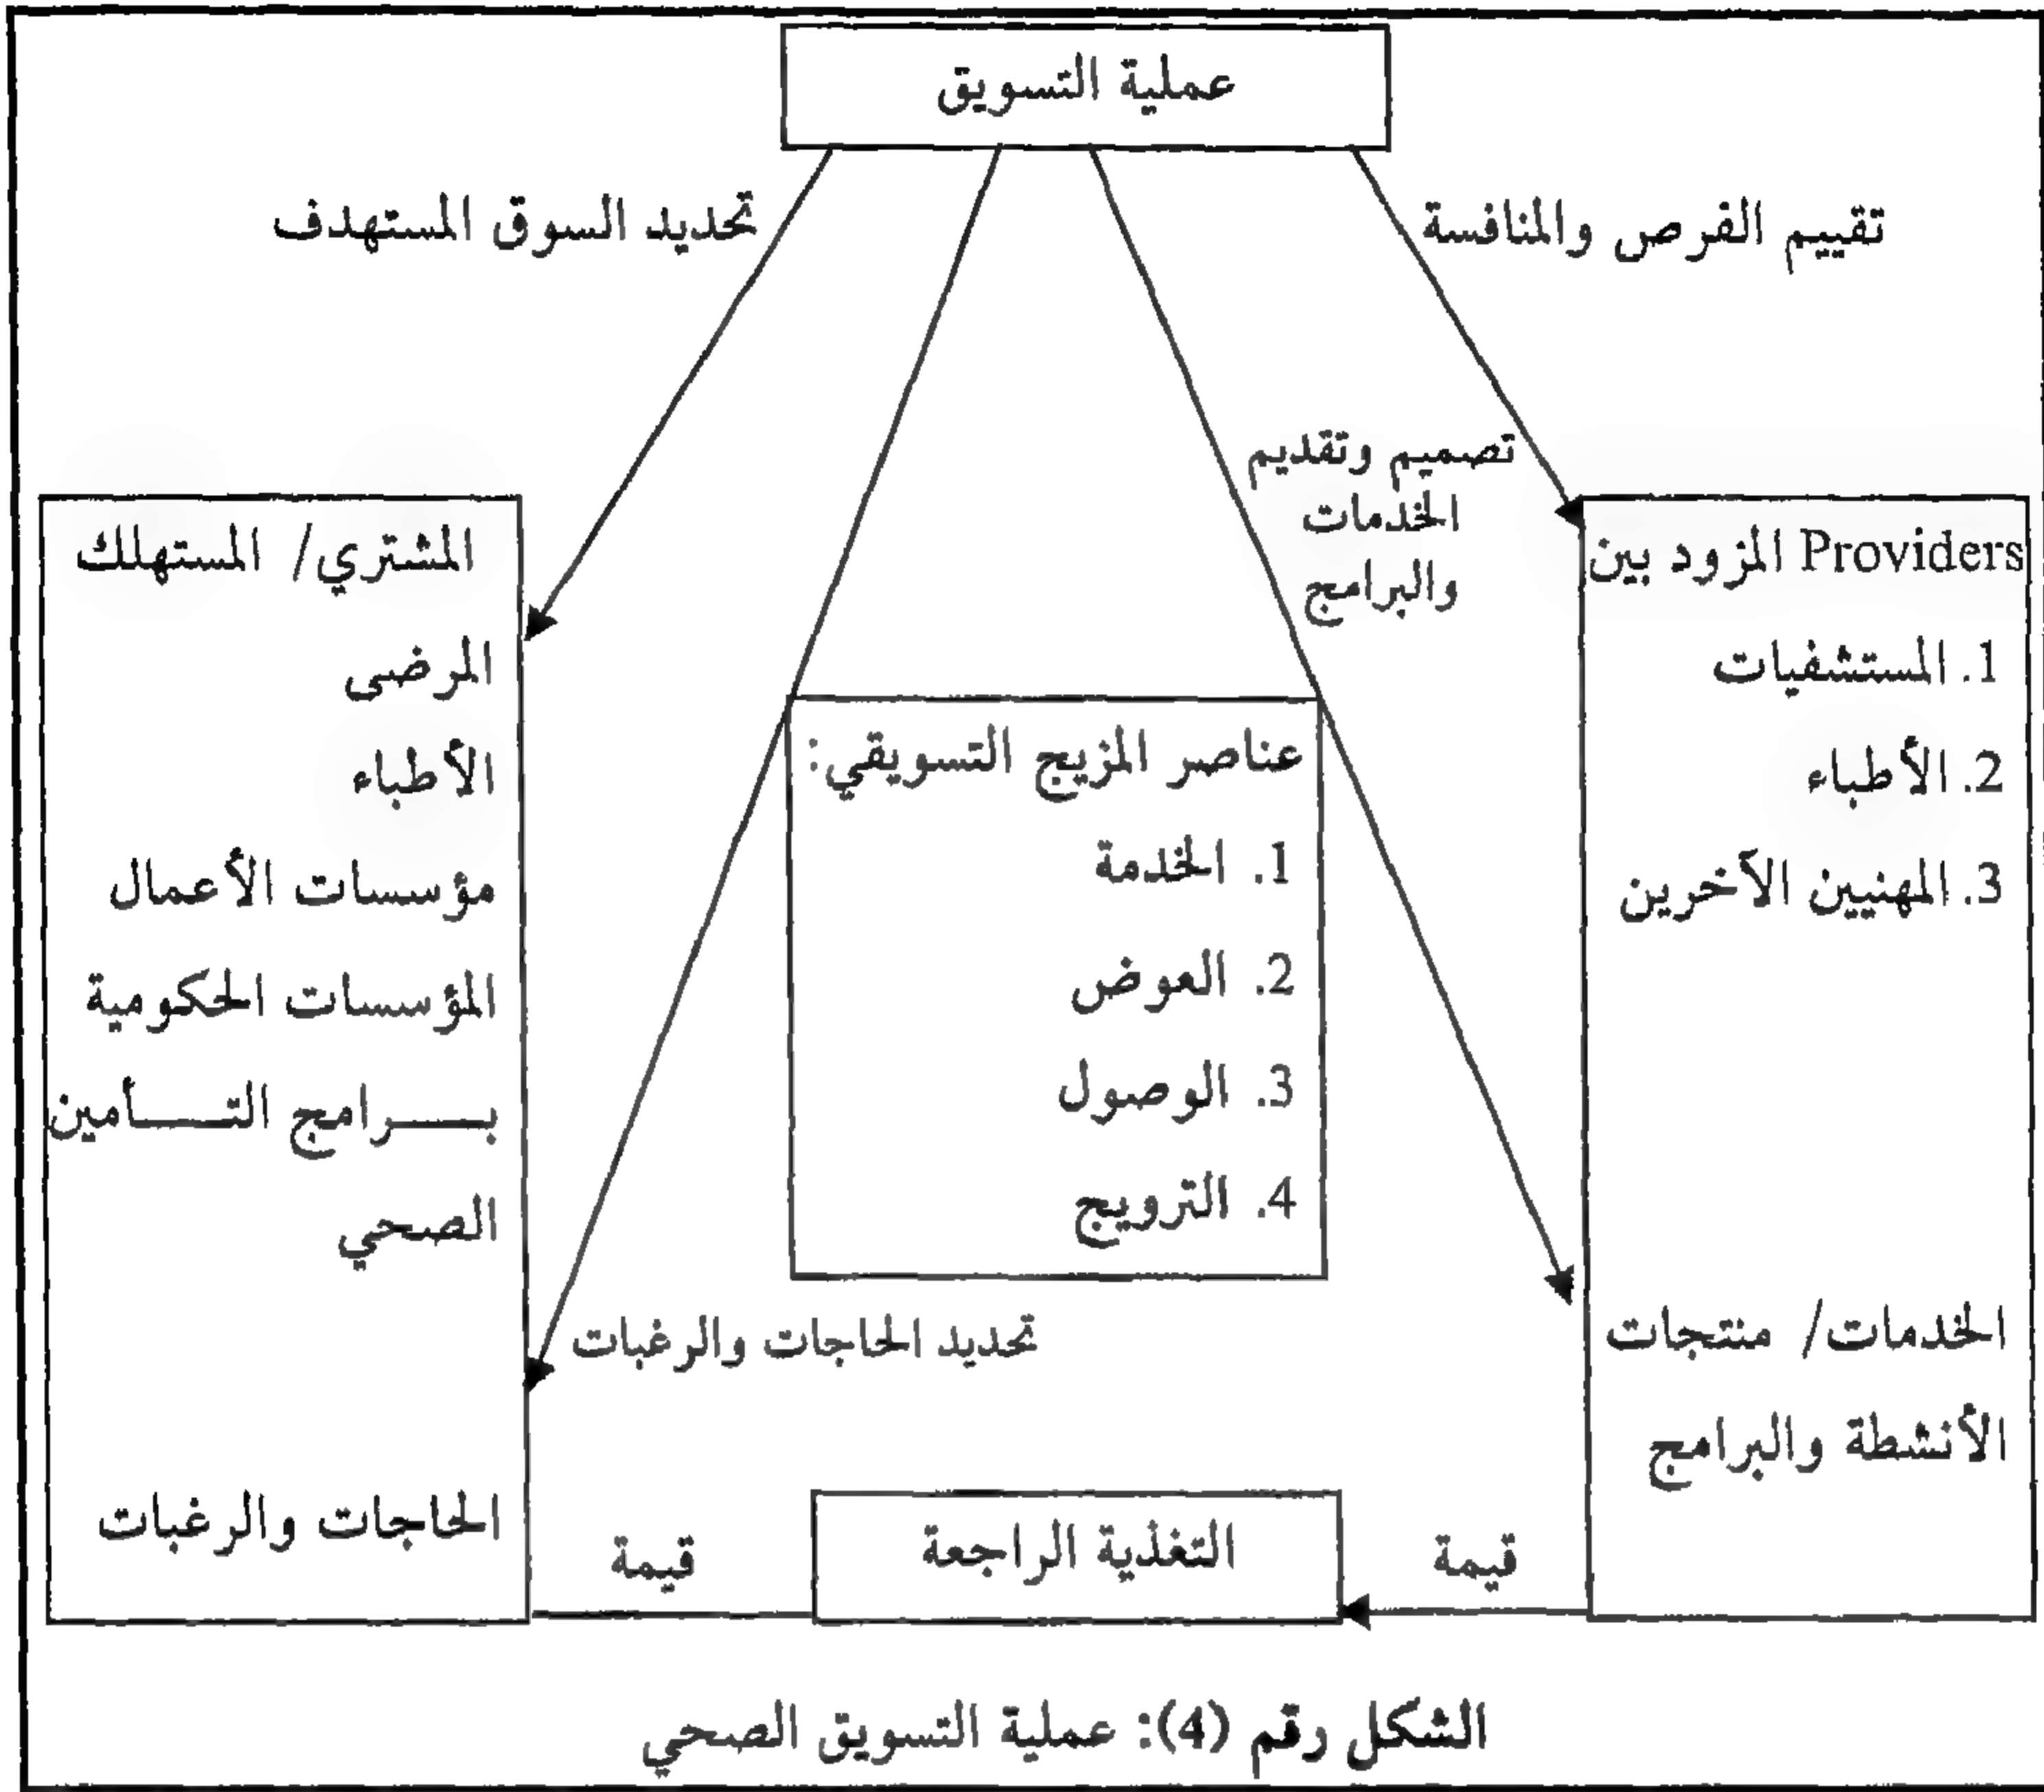 عملية التسويق
تقييم الفرص والمنافسة
تحديد السوق المستهدف
تصميم وتقديم
الخدمات
والبرامج
Providers المزود بين
1. المستشفيات
2. الأطباء
3. المهنيين الآخرين
الخدمات/ منتجات
الأنشطة والبرامج
عناصر المزيج التسويقي:
1. الخدمة
2. العوض
3. الوصول
4. الترويج
المشتري/ المستهلك
المرضى
الأطباء
مؤسسات الأعمال
المؤسسات الحكومية
بـــرامج التـــأمين
الصحي
الحاجات والرغبات
تحديد الحاجات والرغبات
قيمة
التغذية الراجعة
قيمة
الشكل رقم (4): عملية التسويق الصحي